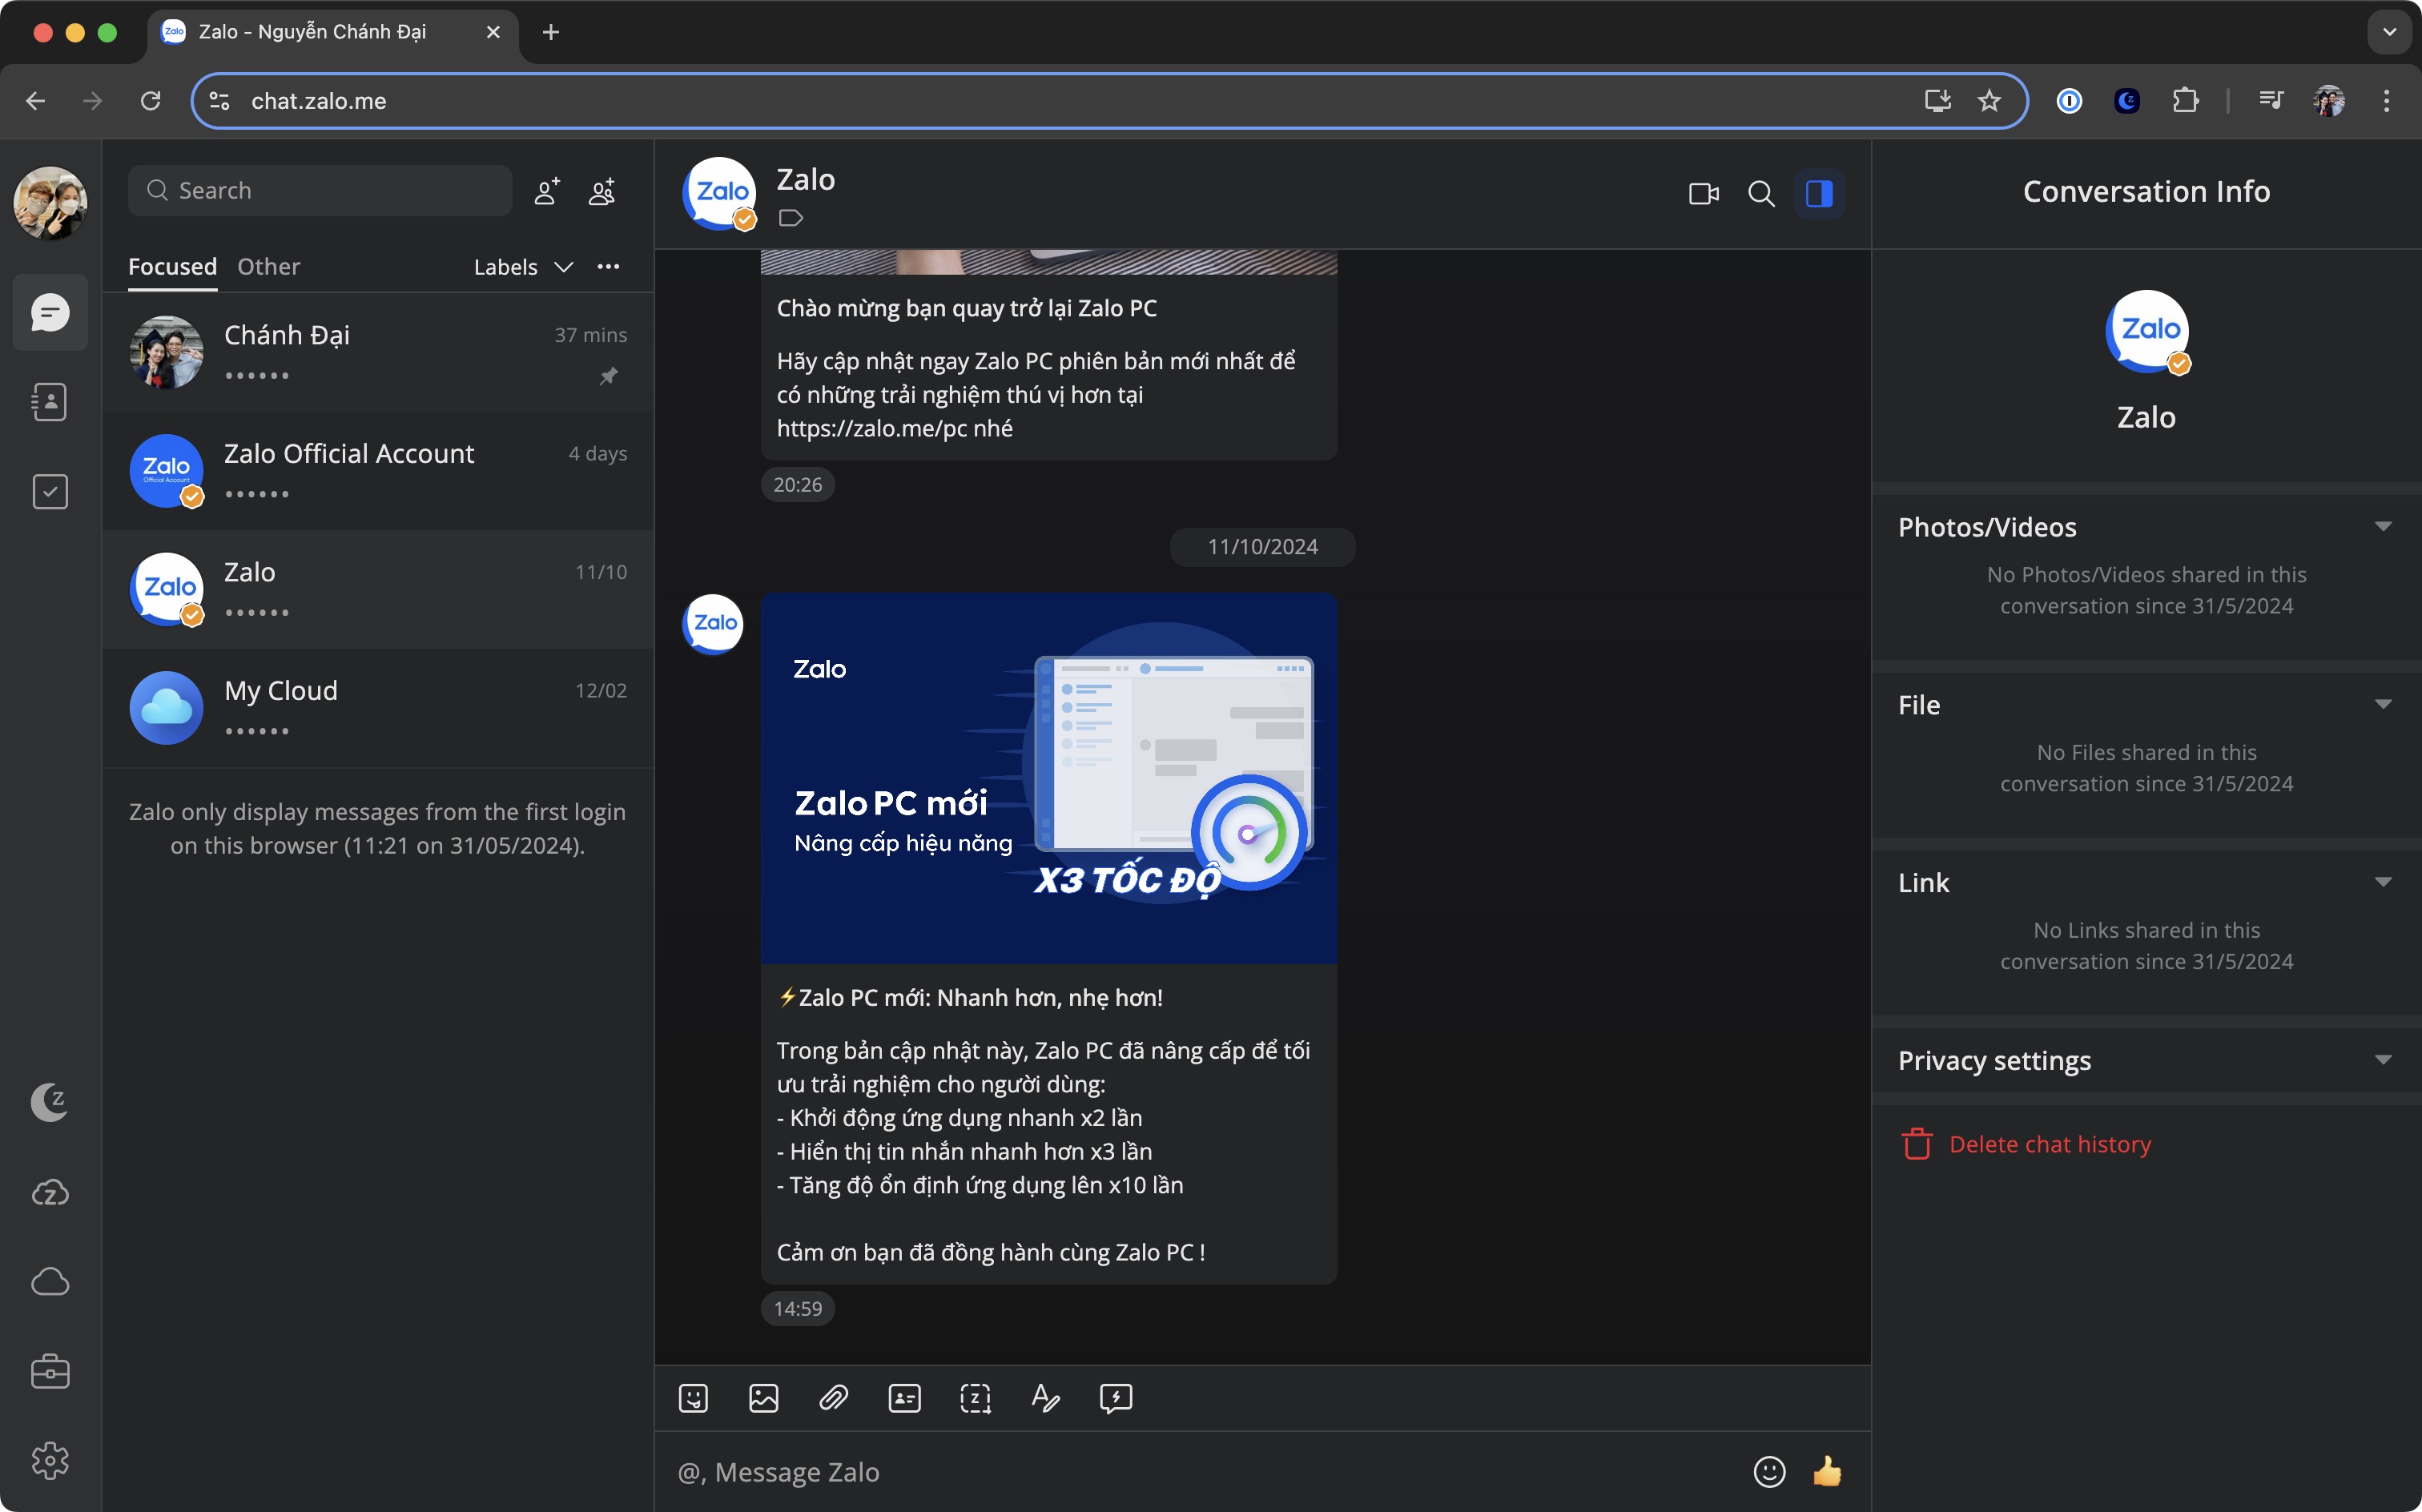 Zalo
Zalo - Nguyễn Chánh Đại
chat.zalo.me
Search
Focused
Other
Labels
Chánh Đại
37 mins
••••••
Zalo
Official Account
Zalo Official Account
4 days
••••••
Zalo
Zalo
11/10
••••••
My Cloud
12/02
••••••
Zalo only display messages from the first login
on this browser (11:21 on 31/05/2024).
Zalo
Zalo
Chào mừng bạn quay trở lại Zalo PC
Hãy cập nhật ngay Zalo PC phiên bản mới nhất để
có những trải nghiệm thú vị hơn tại
https://zalo.me/pc nhé
20:26
11/10/2024
Zalo
Zalo
Zalo PC mới
Nâng cấp hiệu năng
X3 TỐC ĐỘ
⚡Zalo PC mới: Nhanh hơn, nhẹ hơn!
Trong bản cập nhật này, Zalo PC đã nâng cấp để tối
ưu trải nghiệm cho người dùng:
- Khởi động ứng dụng nhanh x2 lần
- Hiển thị tin nhắn nhanh hơn x3 lần
- Tăng độ ổn định ứng dụng lên x10 lần
Cảm ơn bạn đã đồng hành cùng Zalo PC !
14:59
@, Message Zalo
Conversation Info
Zalo
Zalo
Photos/Videos
No Photos/Videos shared in this
conversation since 31/5/2024
File
No Files shared in this
conversation since 31/5/2024
Link
No Links shared in this
conversation since 31/5/2024
Privacy settings
Delete chat history